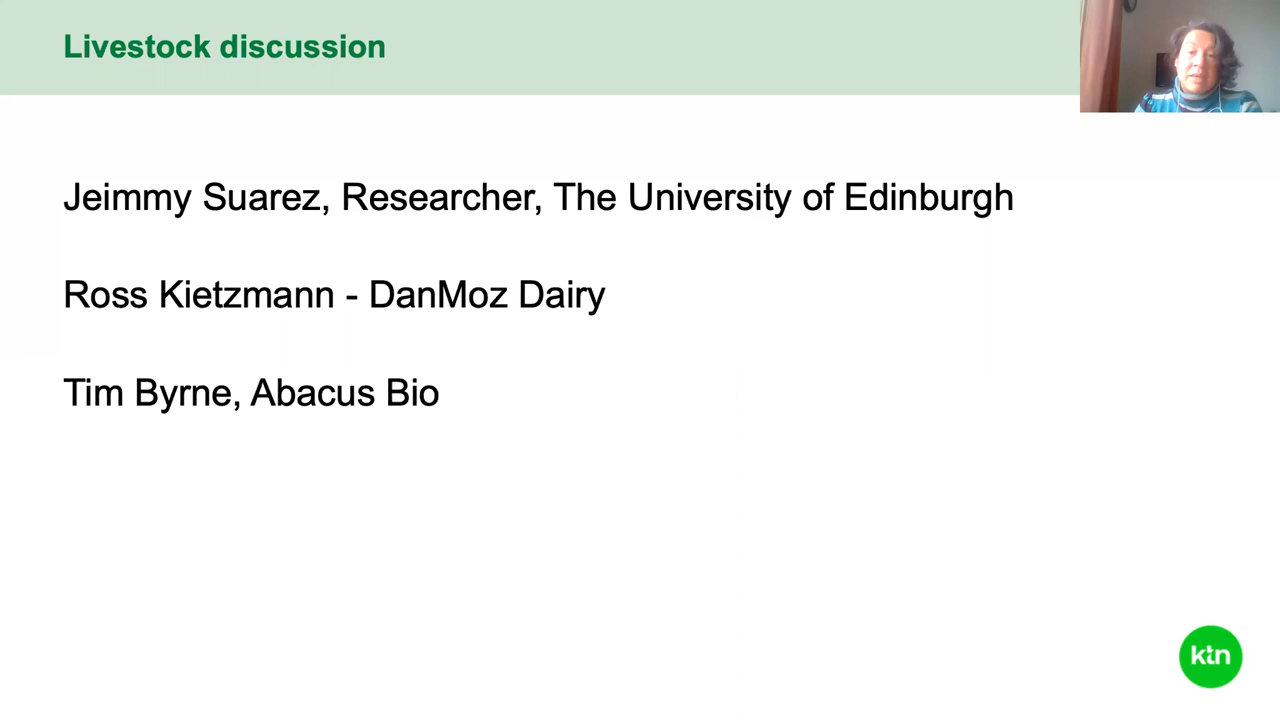 Livestock discussion
Jeimmy Suarez, Researcher, The University of Edinburgh
Ross Kietzmann - DanMoz Dairy
Tim Byrne, Abacus Bio
ktn